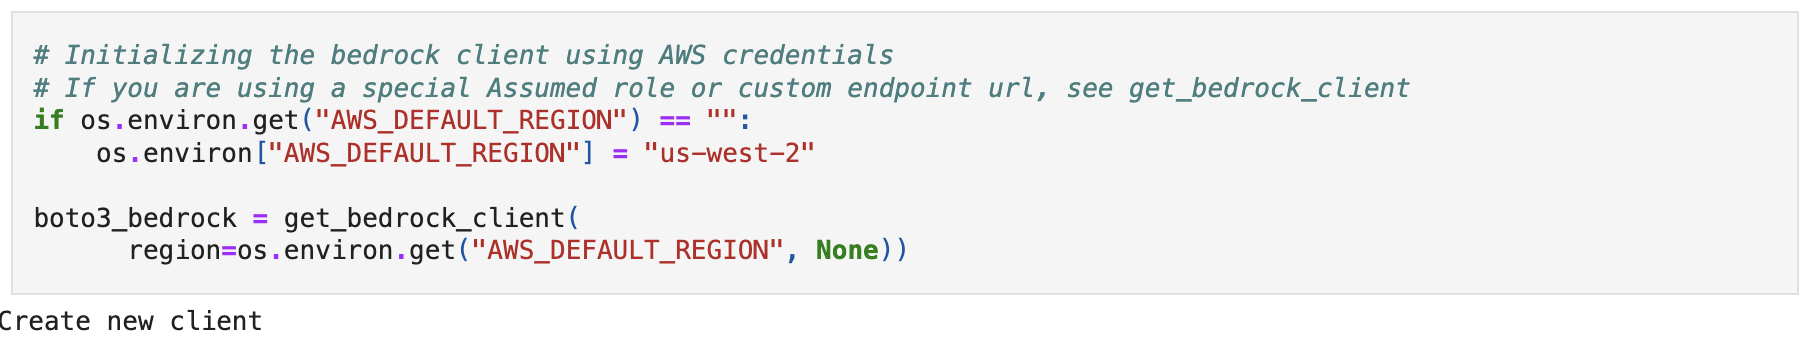 # Initializing the bedrock client using AWS credentials
# If you are using a special Assumed role or custom endpoint url, see get_bedrock_client
if os.environ.get("AWS_DEFAULT_REGION") == "":
    os.environ["AWS_DEFAULT_REGION"] = "us-west-2"

boto3_bedrock = get_bedrock_client(
      region=os.environ.get("AWS_DEFAULT_REGION", None))
Create new client